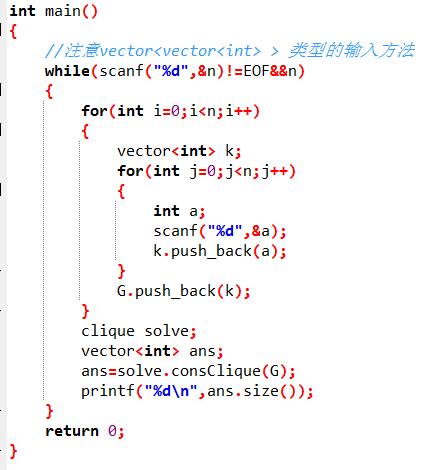 int main()
{
//注意vector<vector<int> > 类型的输入方法
while(scanf("%d",&n)!=EOF&&n)
{
for(int i=0;i<n;i++)
{
vector<int> k;
for(int j=0;j<n;j++)
{
int a;
scanf("%d",&a);
k.push_back(a);
}
G.push_back(k);
}
clique solve;
vector<int> ans;
ans=solve.consClique(G);
printf("%d\n",ans.size());
}
return 0;
}